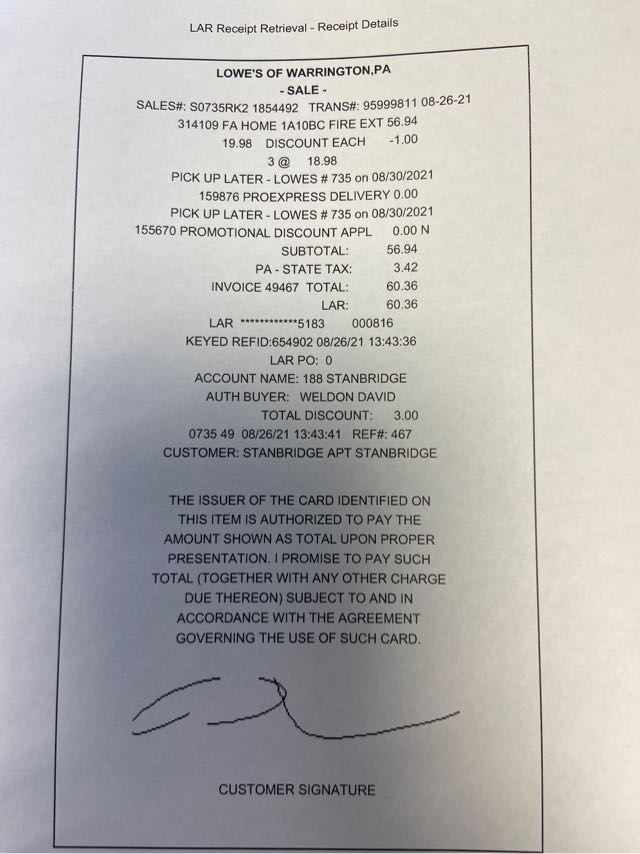 LAR Receipt Retrieval - Receipt Details
LOWE'S OF WARRINGTON,PA
- SALE -
SALES#: S0735RK2 1854492 TRANS#: 95999811 08-26-21
314109 FA HOME 1A10BC FIRE EXT 56.94
19.98 DISCOUNT EACH -1.00
3 @ 18.98
PICK UP LATER - LOWES # 735 on 08/30/2021
159876 PROEXPRESS DELIVERY 0.00
PICK UP LATER - LOWES # 735 on 08/30/2021
155670 PROMOTIONAL DISCOUNT APPL 0.00 N
SUBTOTAL: 56.94
PA - STATE TAX: 3.42
INVOICE 49467 TOTAL: 60.36
LAR: 60.36
LAR ************5183 000816
KEYED REFID:654902 08/26/21 13:43:36
LAR PO: 0
ACCOUNT NAME: 188 STANBRIDGE
AUTH BUYER: WELDON DAVID
TOTAL DISCOUNT: 3.00
0735 49 08/26/21 13:43:41 REF#: 467
CUSTOMER: STANBRIDGE APT STANBRIDGE
THE ISSUER OF THE CARD IDENTIFIED ON
THIS ITEM IS AUTHORIZED TO PAY THE
AMOUNT SHOWN AS TOTAL UPON PROPER
PRESENTATION. I PROMISE TO PAY SUCH
TOTAL (TOGETHER WITH ANY OTHER CHARGE
DUE THEREON) SUBJECT TO AND IN
ACCORDANCE WITH THE AGREEMENT
GOVERNING THE USE OF SUCH CARD.
CUSTOMER SIGNATURE